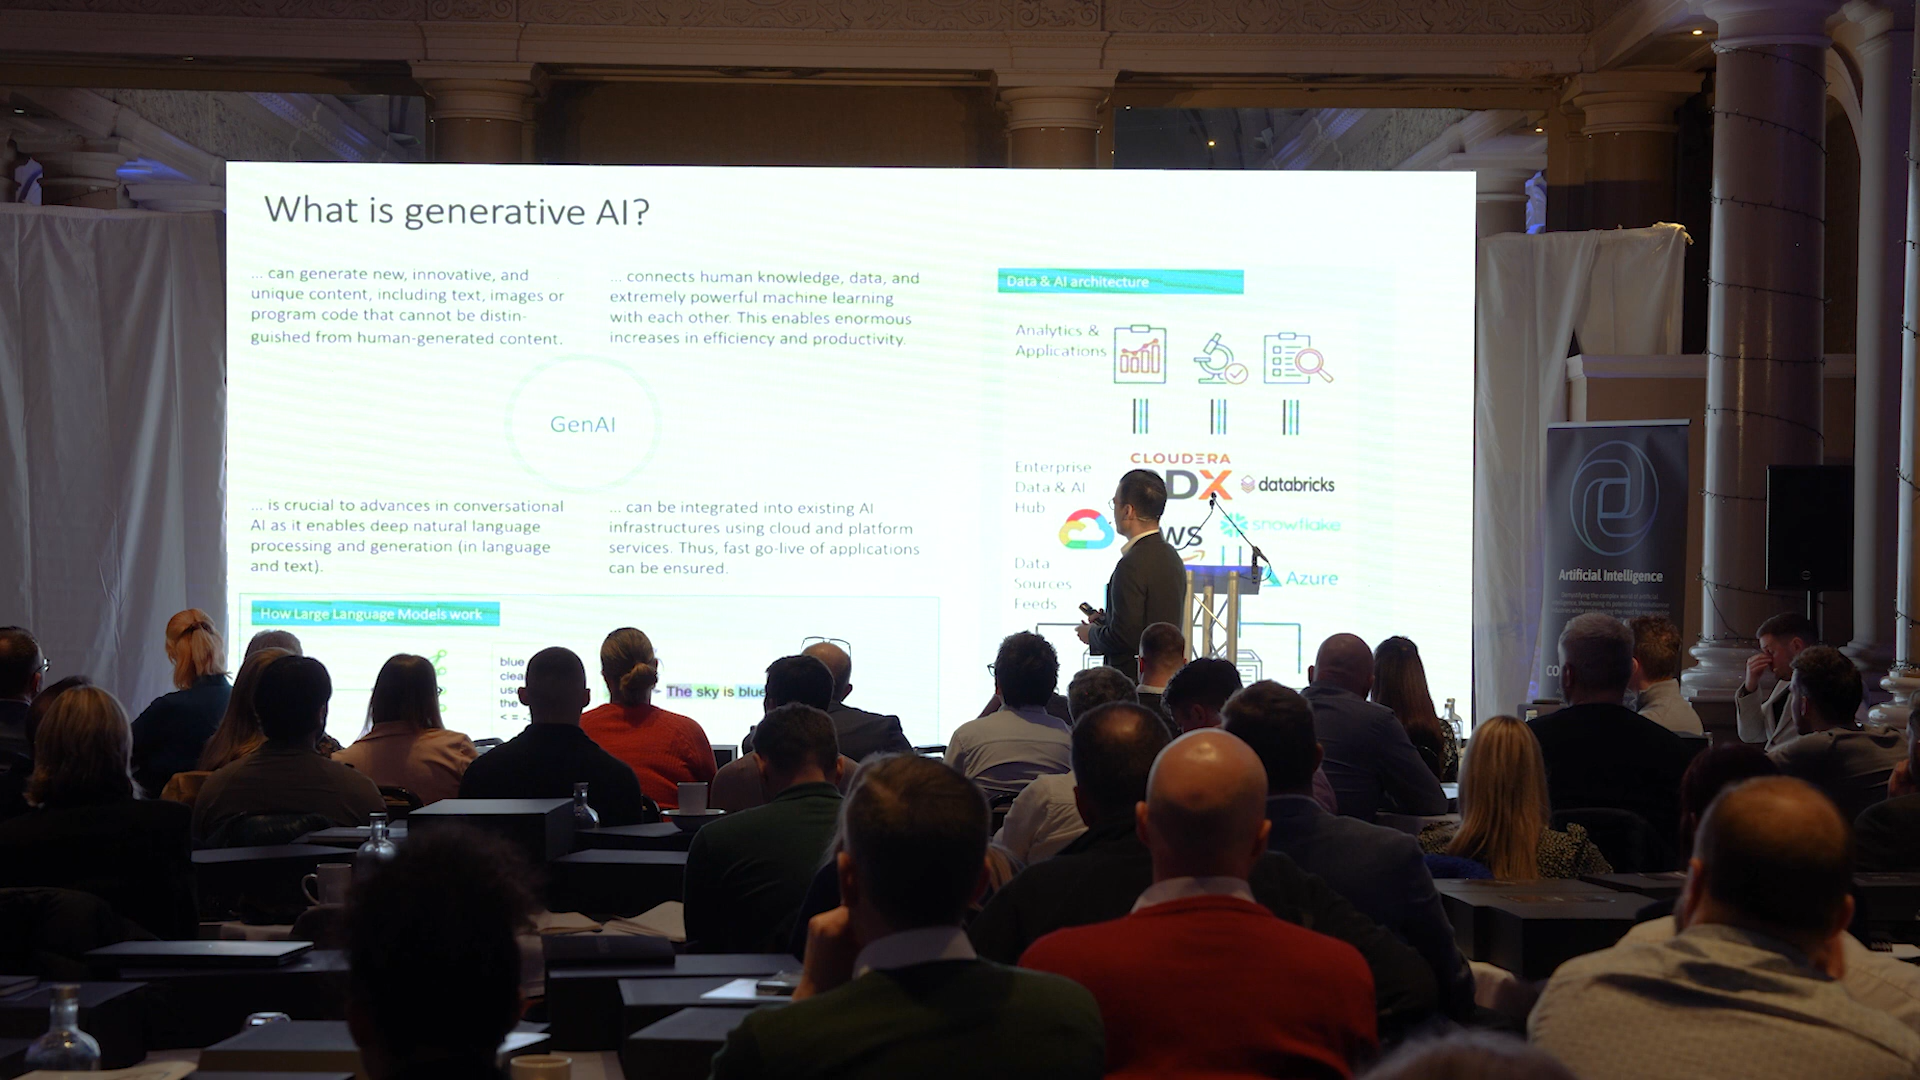 What is generative AI?
... can generate new, innovative, and
unique content, including text, images or
program code that cannot be distin-
guished from human-generated content.
... connects human knowledge, data, and
extremely powerful machine learning
with each other. This enables enormous
increases in efficiency and productivity.
GenAI
... is crucial to advances in conversational
AI as it enables deep natural language
processing and generation (in language
and text).
... can be integrated into existing AI
infrastructures using cloud and platform
services. Thus, fast go-live of applications
can be ensured.
How Large Language Models work
blue
the
The sky is blue
Data & AI architecture
Analytics &
Applications
Enterprise
Data & AI
Hub
CLOUDERA
DX
databricks
ws
snowflake
Azure
Data
Sources
Feeds
Artificial Intelligence